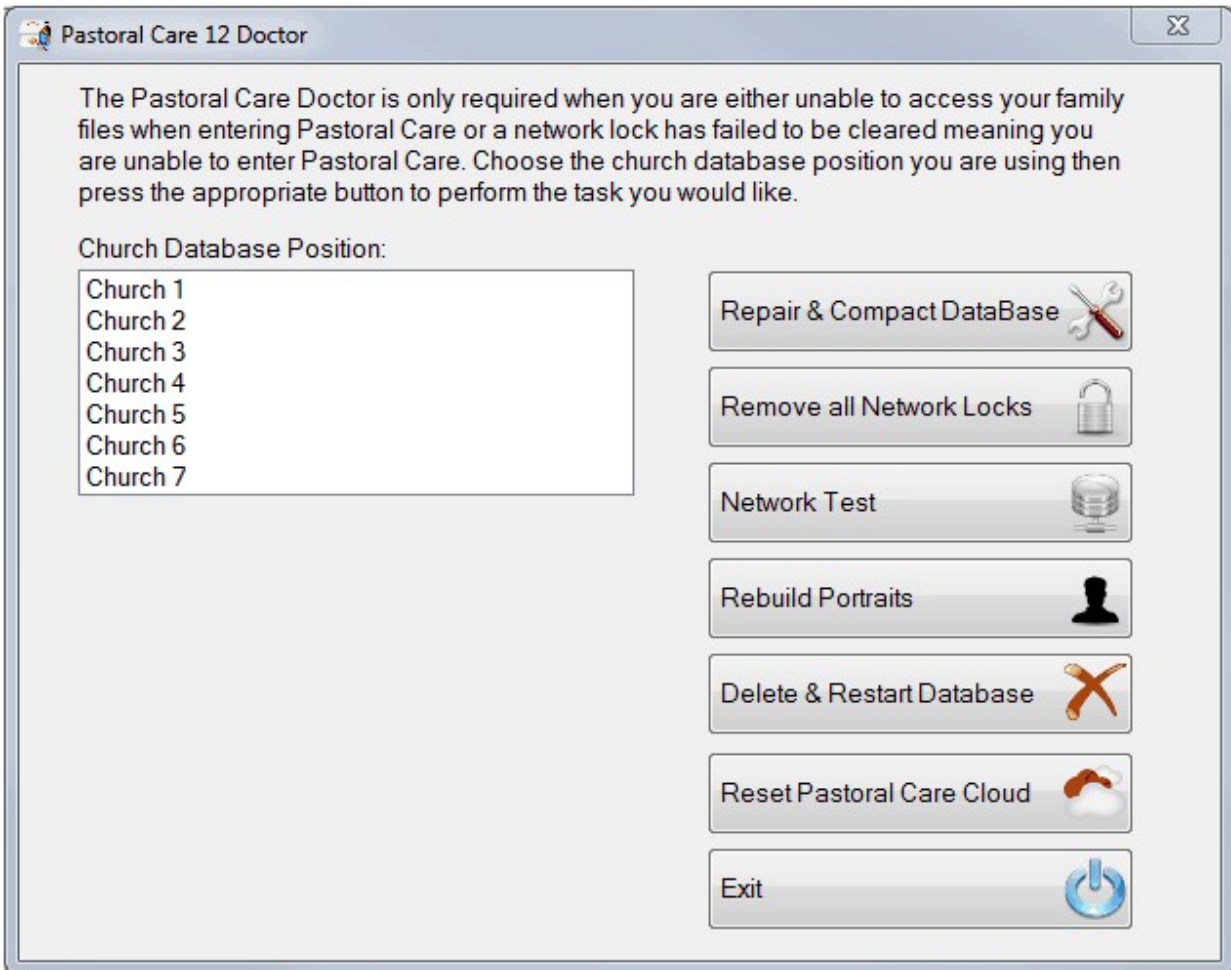 Pastoral Care 12 Doctor
The Pastoral Care Doctor is only required when you are either unable to access your family
files when entering Pastoral Care or a network lock has failed to be cleared meaning you
are unable to enter Pastoral Care. Choose the church database position you are using then
press the appropriate button to perform the task you would like.
Church Database Position:
Church 1
Church 2
Church 3
Church 4
Church 5
Church 6
Church 7
Repair & Compact DataBase
Remove all Network Locks
Network Test
Rebuild Portraits
Delete & Restart Database
Reset Pastoral Care Cloud
Exit